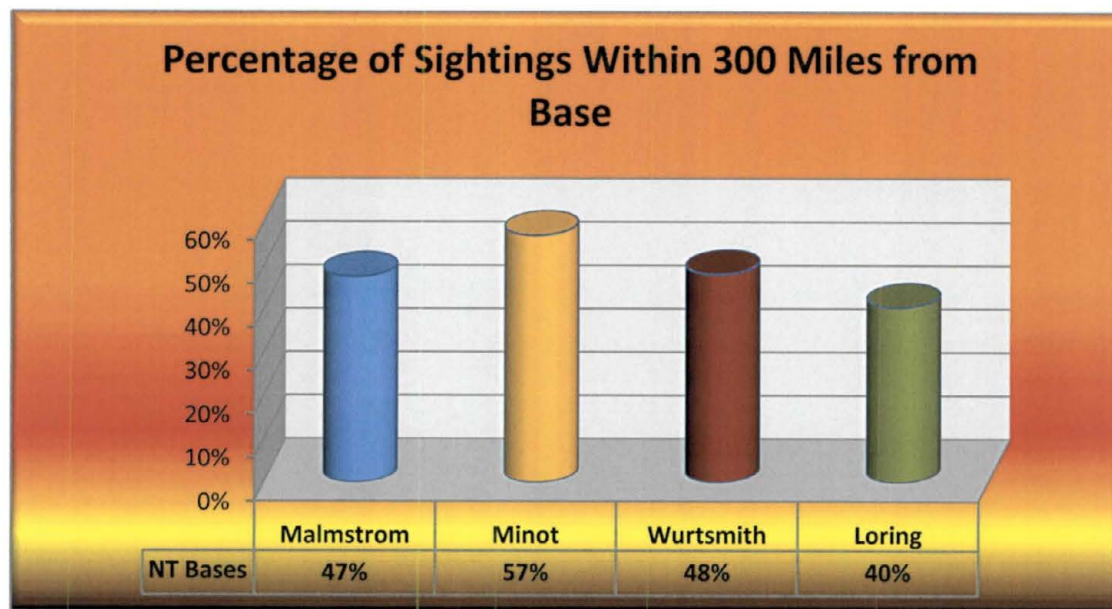 Percentage of Sightings Within 300 Miles from
Base
60%
50%
40%
30%
20%
10%
0%
Malmstrom Minot Wurtsmith Loring
NT Bases 47% 57% 48% 40%